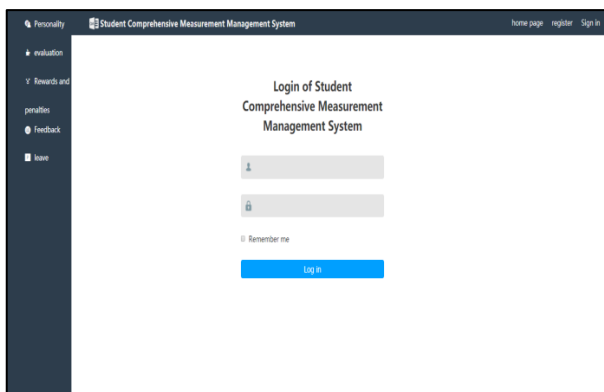 Personality
Student Comprehensive Measurement Management System
home page register Sign in
evaluation
Rewards and
penalties
Feedback
leave
Login of Student
Comprehensive Measurement
Management System
Remember me
Log in